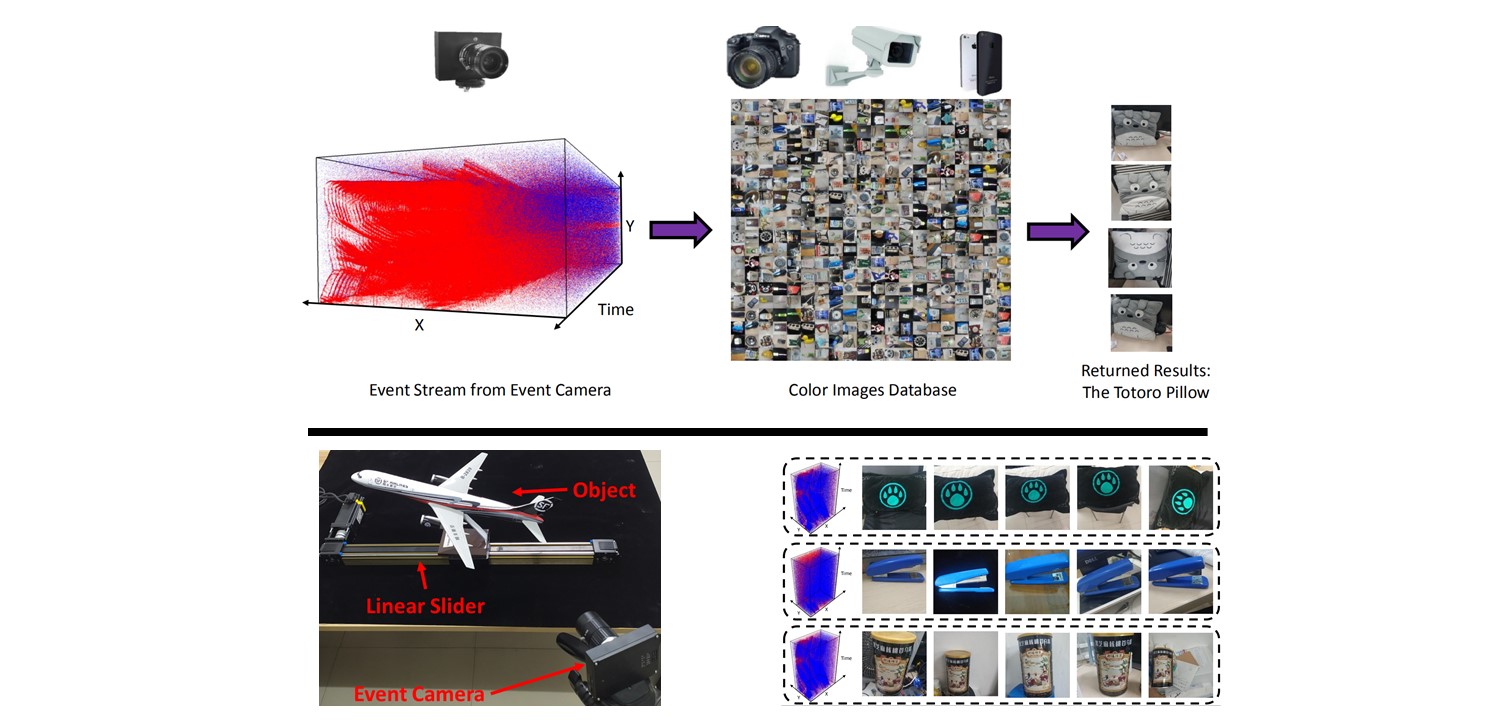 Y
Time
X
Event Stream from Event Camera
Color Images Database
Returned Results:
The Totoro Pillow
Object
Linear Slider
Event Camera
Time
Y
X
Time
Y
X
Time
Y
X